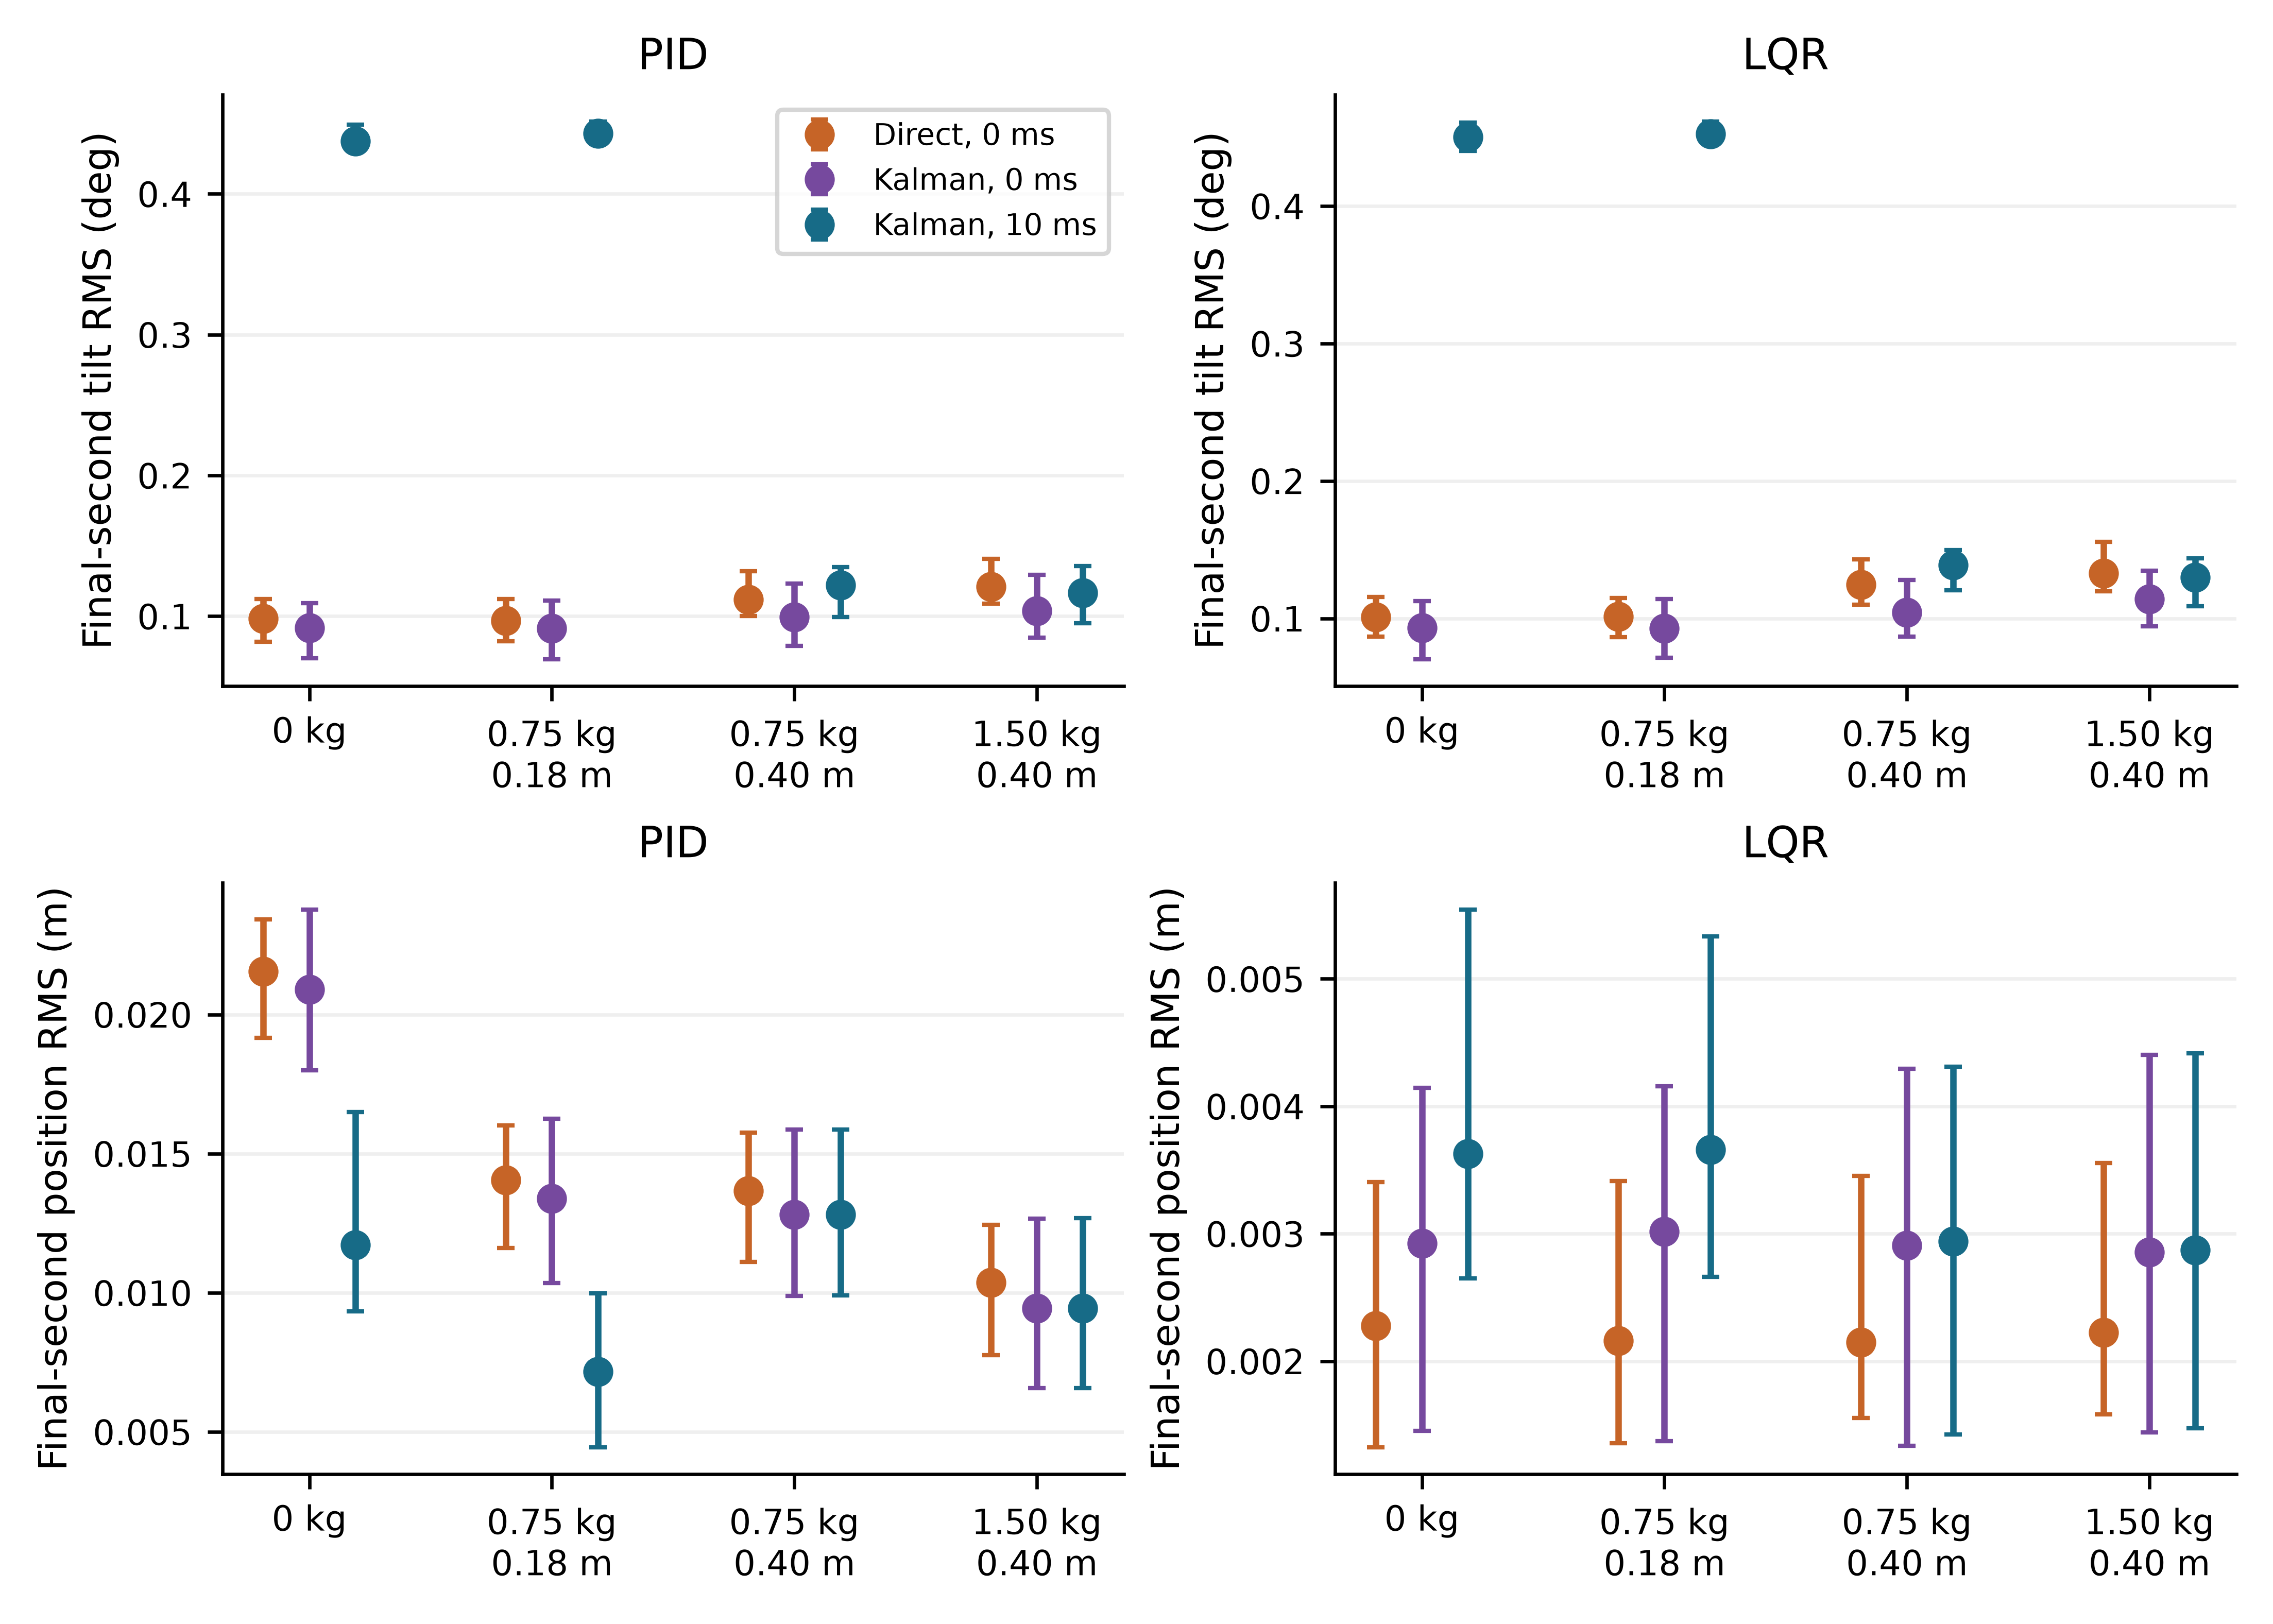 PID
Final-second tilt RMS (deg)
0.4
0.3
0.2
0.1
Direct, 0 ms
Kalman, 0 ms
Kalman, 10 ms
0 kg
0.75 kg
0.18 m
0.75 kg
0.40 m
1.50 kg
0.40 m
LQR
Final-second tilt RMS (deg)
0.4
0.3
0.2
0.1
0 kg
0.75 kg
0.18 m
0.75 kg
0.40 m
1.50 kg
0.40 m
PID
Final-second position RMS (m)
0.020
0.015
0.010
0.005
0 kg
0.75 kg
0.18 m
0.75 kg
0.40 m
1.50 kg
0.40 m
LQR
Final-second position RMS (m)
0.005
0.004
0.003
0.002
0 kg
0.75 kg
0.18 m
0.75 kg
0.40 m
1.50 kg
0.40 m